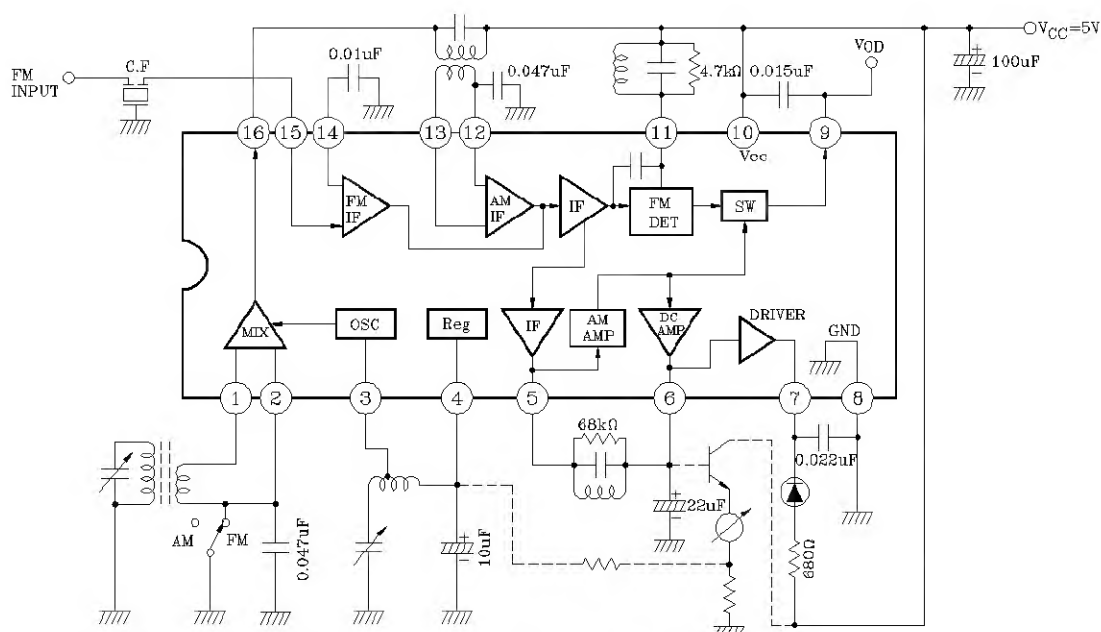 V_CC=5V
V_OD
C.F
0.01uF
FM
INPUT
0.047uF
4.7kΩ
0.015uF
100uF
16
15
14
13
12
11
10
9
Vcc
FM
IF
AM
IF
IF
FM
DET
SW
MIX
OSC
Reg
IF
AM
AMP
DC
AMP
DRIVER
GND
1
2
3
4
5
6
7
8
68kΩ
0.022uF
22uF
AM
FM
0.047uF
10uF
680Ω